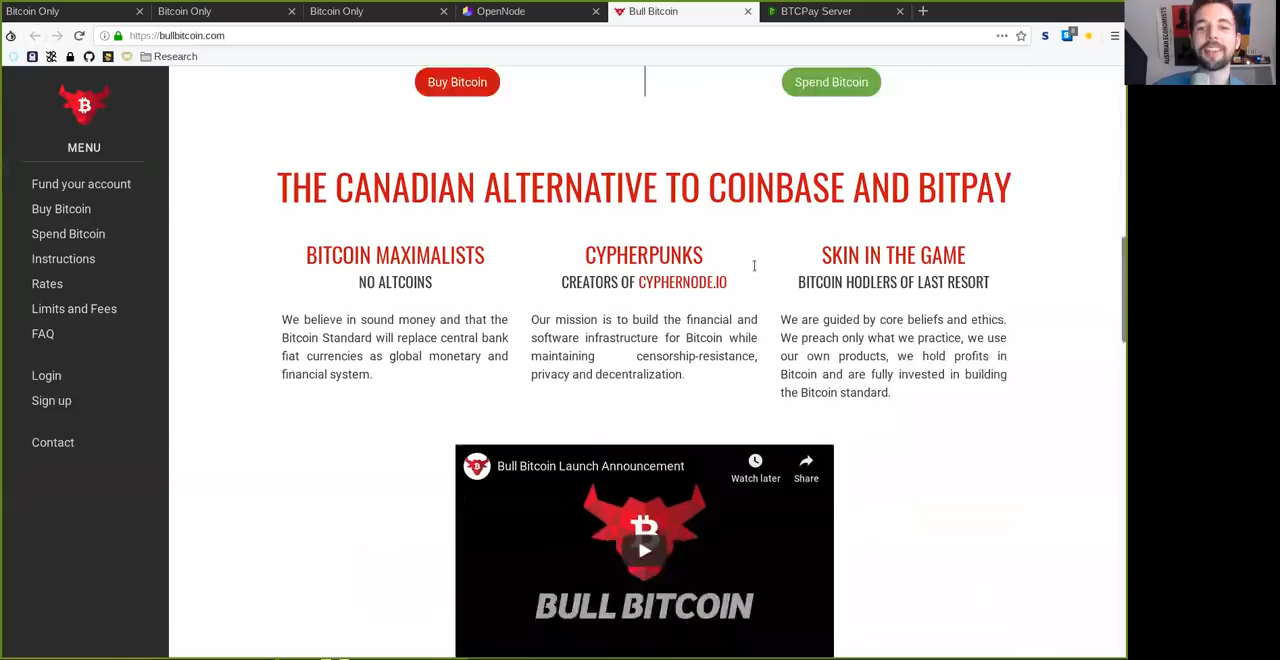 Bitcoin Only
Bitcoin Only
Bitcoin Only
OpenNode
Bull Bitcoin
BTCPay Server
https://bullbitcoin.com
Research
AUSTRIAN ECONOMISTS
MENU
Fund your account
Buy Bitcoin
Spend Bitcoin
Instructions
Rates
Limits and Fees
FAQ
Login
Sign up
Contact
Buy Bitcoin
Spend Bitcoin
THE CANADIAN ALTERNATIVE TO COINBASE AND BITPAY
BITCOIN MAXIMALISTS
NO ALTCOINS
We believe in sound money and that the
Bitcoin Standard will replace central bank
fiat currencies as global monetary and
financial system.
CYPHERPUNKS
CREATORS OF CYPHERNODE.IO
Our mission is to build the financial and
software infrastructure for Bitcoin while
maintaining censorship-resistance,
privacy and decentralization.
SKIN IN THE GAME
BITCOIN HODLERS OF LAST RESORT
We are guided by core beliefs and ethics.
We preach only what we practice, we use
our own products, we hold profits in
Bitcoin and are fully invested in building
the Bitcoin standard.
Bull Bitcoin Launch Announcement
Watch later
Share
BULL BITCOIN